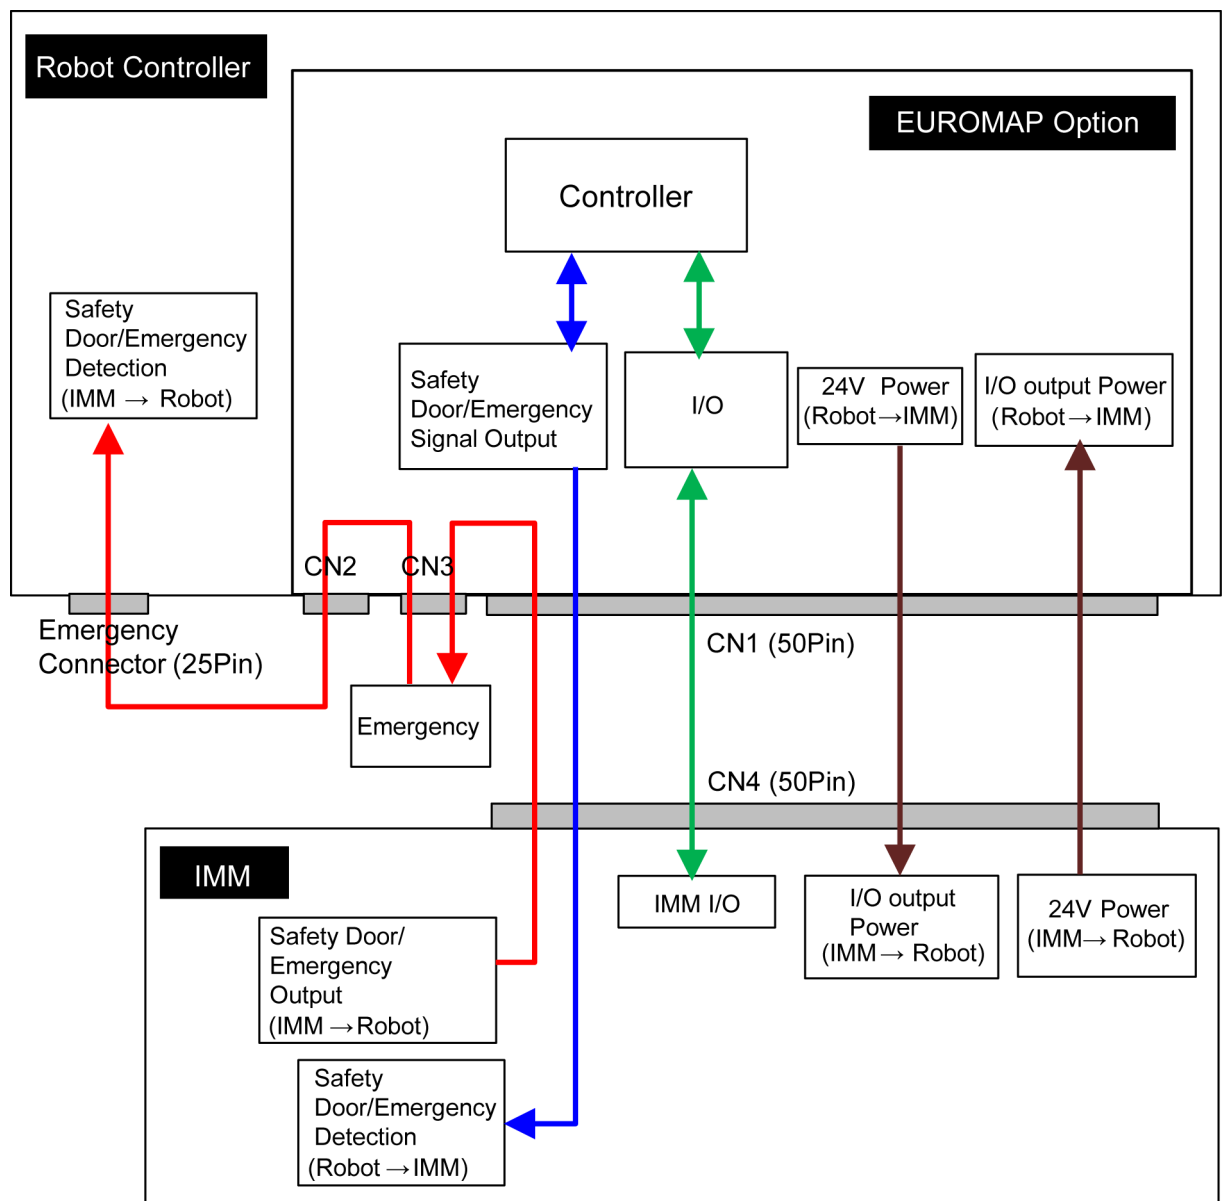 Robot Controller
EUROMAP Option
Controller
Safety
Door/Emergency
Detection
(IMM → Robot)
Safety
Door/Emergency
Signal Output
I/O
24V Power
(Robot→IMM)
I/O output Power
(Robot→IMM)
CN2
CN3
Emergency
Connector (25Pin)
CN1 (50Pin)
Emergency
CN4 (50Pin)
IMM
Safety Door/
Emergency
Output
(IMM →Robot)
IMM I/O
I/O output
Power
(IMM→ Robot)
24V Power
(IMM→ Robot)
Safety
Door/Emergency
Detection
(Robot →IMM)